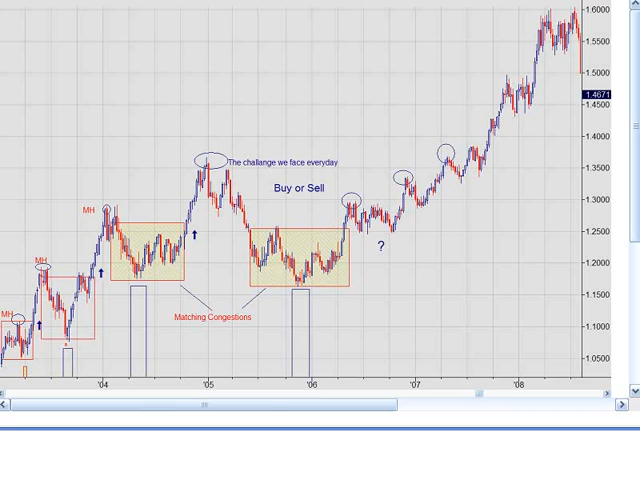 1.6000
1.5500
1.5000
1.4671
1.4500
1.4000
The challange we face everyday
1.3500
Buy or Sell
1.3000
MH
?
1.2500
MH
1.2000
1.1500
Matching Congestions
MH
1.1000
1.0500
'04 '05 '06 '07 '08